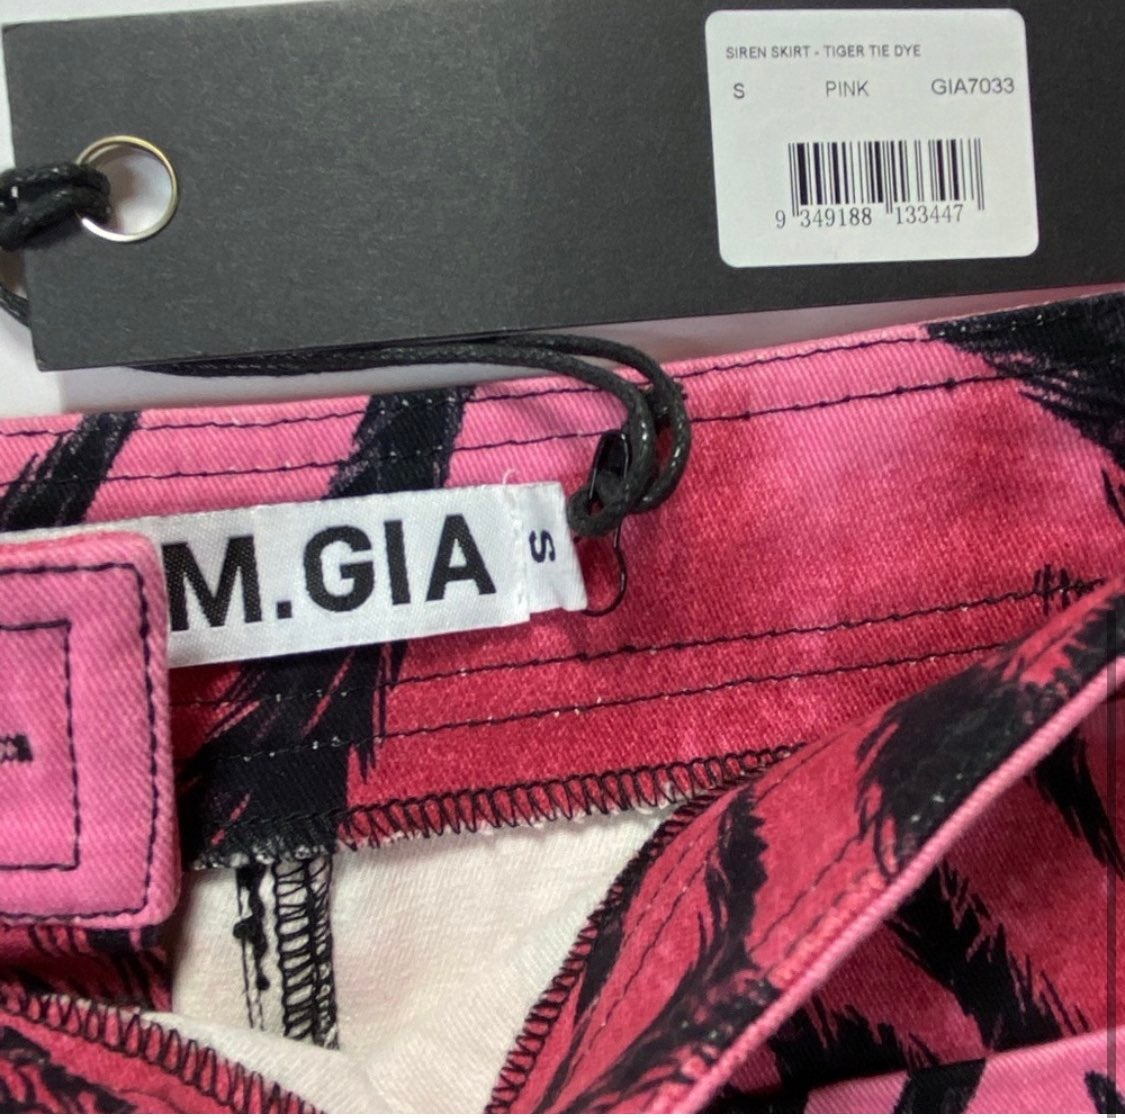 SIREN SKIRT - TIGER TIE DYE
S PINK GIA7033
9 349188 133447
M.GIA
S